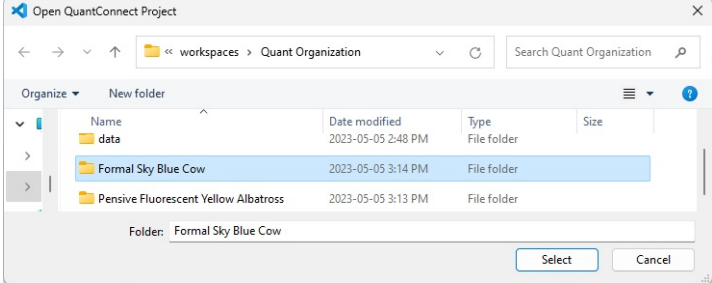 Open QuantConnect Project
« workspaces > Quant Organization
Search Quant Organization
Organize
New folder
Name Date modified Type Size
data 2023-05-05 2:48 PM File folder
Formal Sky Blue Cow 2023-05-05 3:14 PM File folder
Pensive Fluorescent Yellow Albatross 2023-05-05 3:13 PM File folder
Folder: Formal Sky Blue Cow
Select Cancel